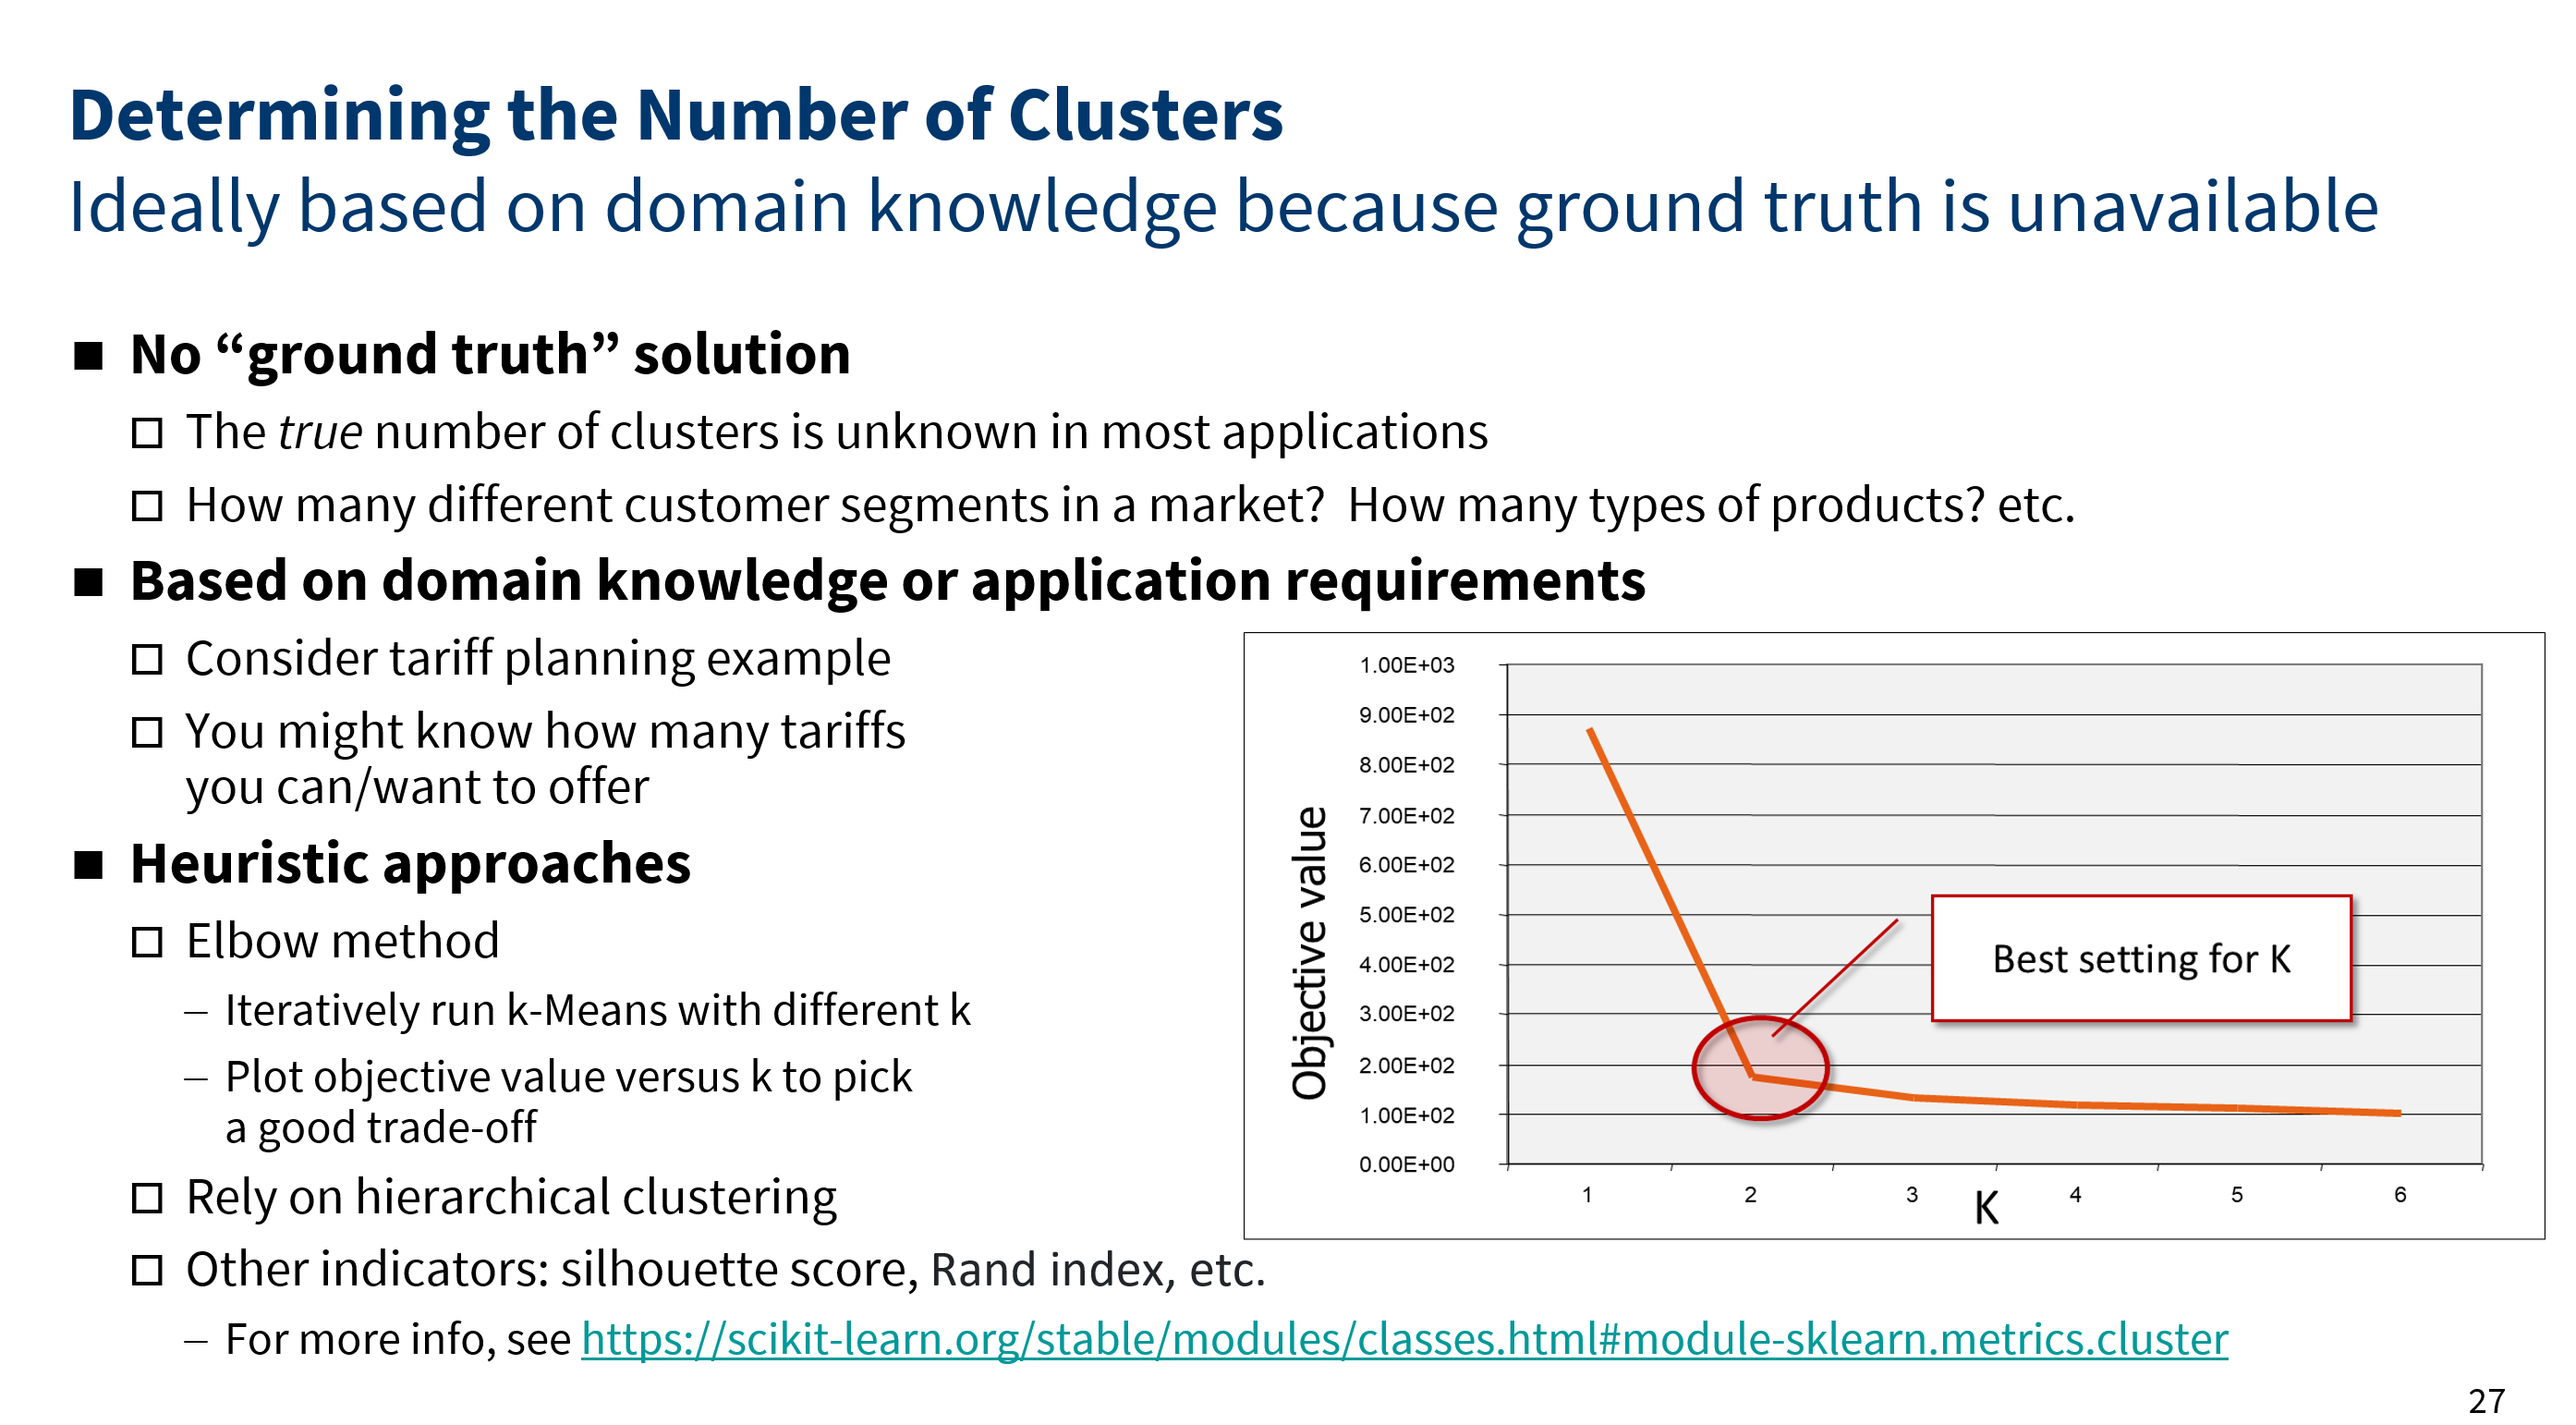 Determining the Number of Clusters
Ideally based on domain knowledge because ground truth is unavailable
■ No “ground truth” solution
□ The true number of clusters is unknown in most applications
□ How many different customer segments in a market?  How many types of products? etc.
■ Based on domain knowledge or application requirements
□ Consider tariff planning example
□ You might know how many tariffs
you can/want to offer
■ Heuristic approaches
□ Elbow method
– Iteratively run k-Means with different k
– Plot objective value versus k to pick
a good trade-off
□ Rely on hierarchical clustering
□ Other indicators: silhouette score, Rand index, etc.
– For more info, see https://scikit-learn.org/stable/modules/classes.html#module-sklearn.metrics.cluster
Objective value
1.00E+03
9.00E+02
8.00E+02
7.00E+02
6.00E+02
5.00E+02
4.00E+02
3.00E+02
2.00E+02
1.00E+02
0.00E+00
Best setting for K
1 2 3 4 5 6
K
27